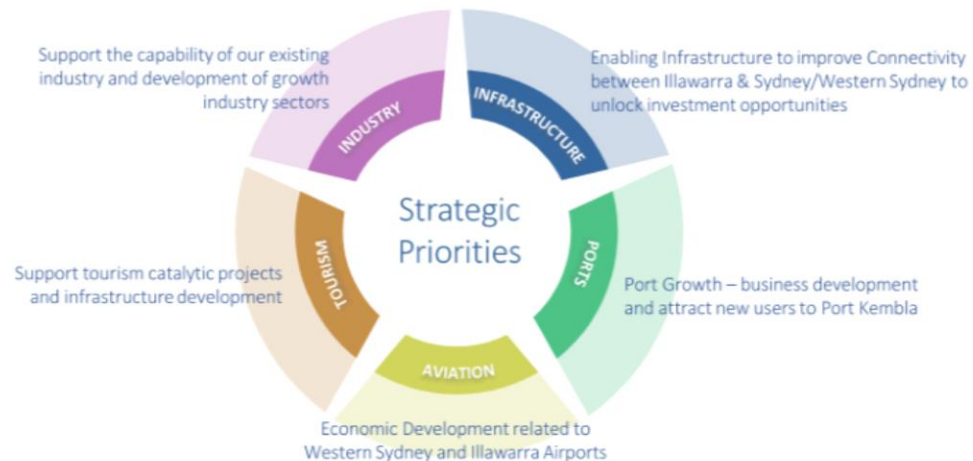 Support the capability of our existing
industry and development of growth
industry sectors
INDUSTRY
INFRASTRUCTURE
Enabling Infrastructure to improve Connectivity
between Illawarra & Sydney/Western Sydney to
unlock investment opportunities
Strategic
Priorities
TOURISM
Support tourism catalytic projects
and infrastructure development
PORTS
Port Growth – business development
and attract new users to Port Kembla
AVIATION
Economic Development related to
Western Sydney and Illawarra Airports